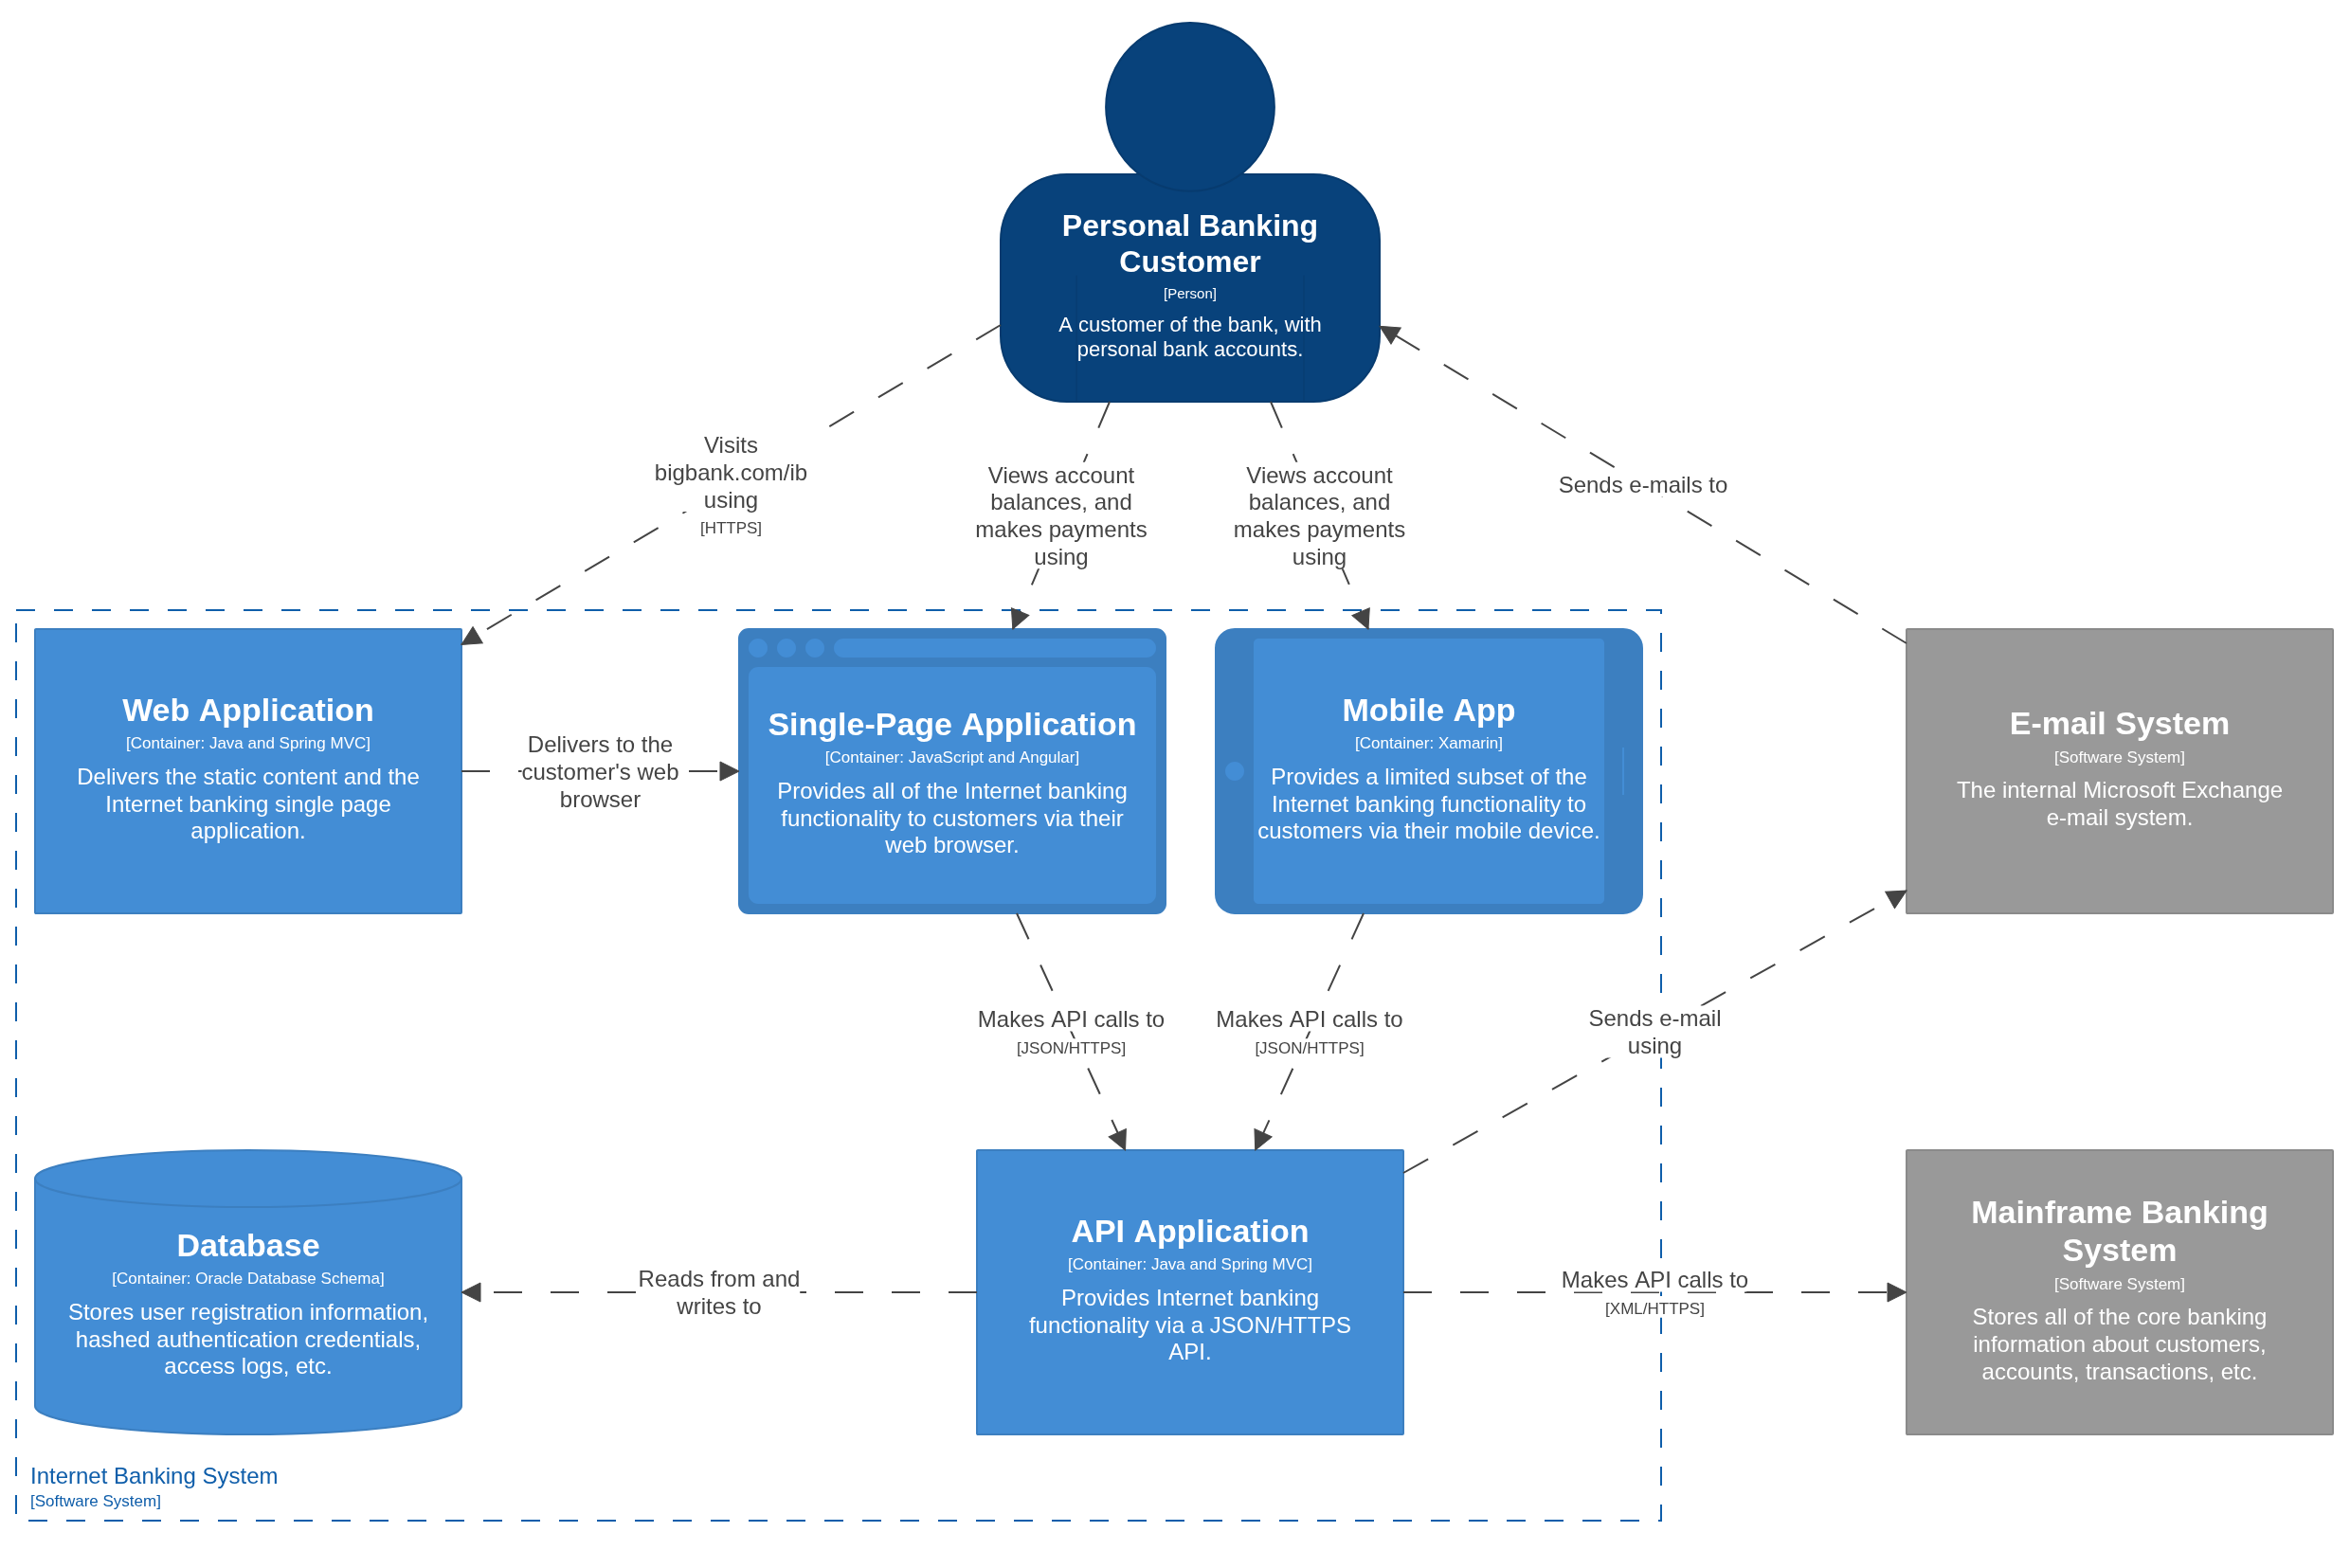 Personal Banking
Customer
[Person]
A customer of the bank, with
personal bank accounts.
Visits
bigbank.com/ib
using
[HTTPS]
Views account
balances, and
makes payments
using
Views account
balances, and
makes payments
using
Sends e-mails to
Web Application
[Container: Java and Spring MVC]
Delivers the static content and the
Internet banking single page
application.
Delivers to the
customer's web
browser
Single-Page Application
[Container: JavaScript and Angular]
Provides all of the Internet banking
functionality to customers via their
web browser.
Mobile App
[Container: Xamarin]
Provides a limited subset of the
Internet banking functionality to
customers via their mobile device.
E-mail System
[Software System]
The internal Microsoft Exchange
e-mail system.
Makes API calls to
[JSON/HTTPS]
Makes API calls to
[JSON/HTTPS]
Sends e-mail
using
Database
[Container: Oracle Database Schema]
Stores user registration information,
hashed authentication credentials,
access logs, etc.
Reads from and
writes to
API Application
[Container: Java and Spring MVC]
Provides Internet banking
functionality via a JSON/HTTPS
API.
Makes API calls to
[XML/HTTPS]
Mainframe Banking
System
[Software System]
Stores all of the core banking
information about customers,
accounts, transactions, etc.
Internet Banking System
[Software System]